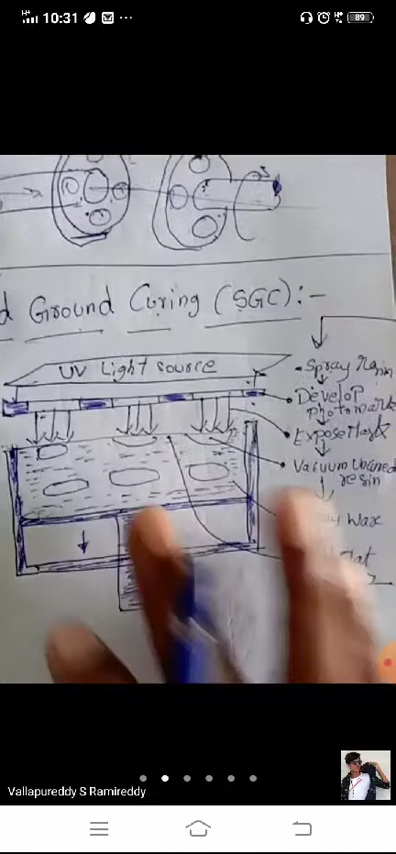 10:31
89
d Ground Curing (SGC):-
UV Light source
Spray Resin
Develop
Photomask
Expose Mask
Vacuum Uncured
resin
Wax
Vallapureddy S Ramireddy